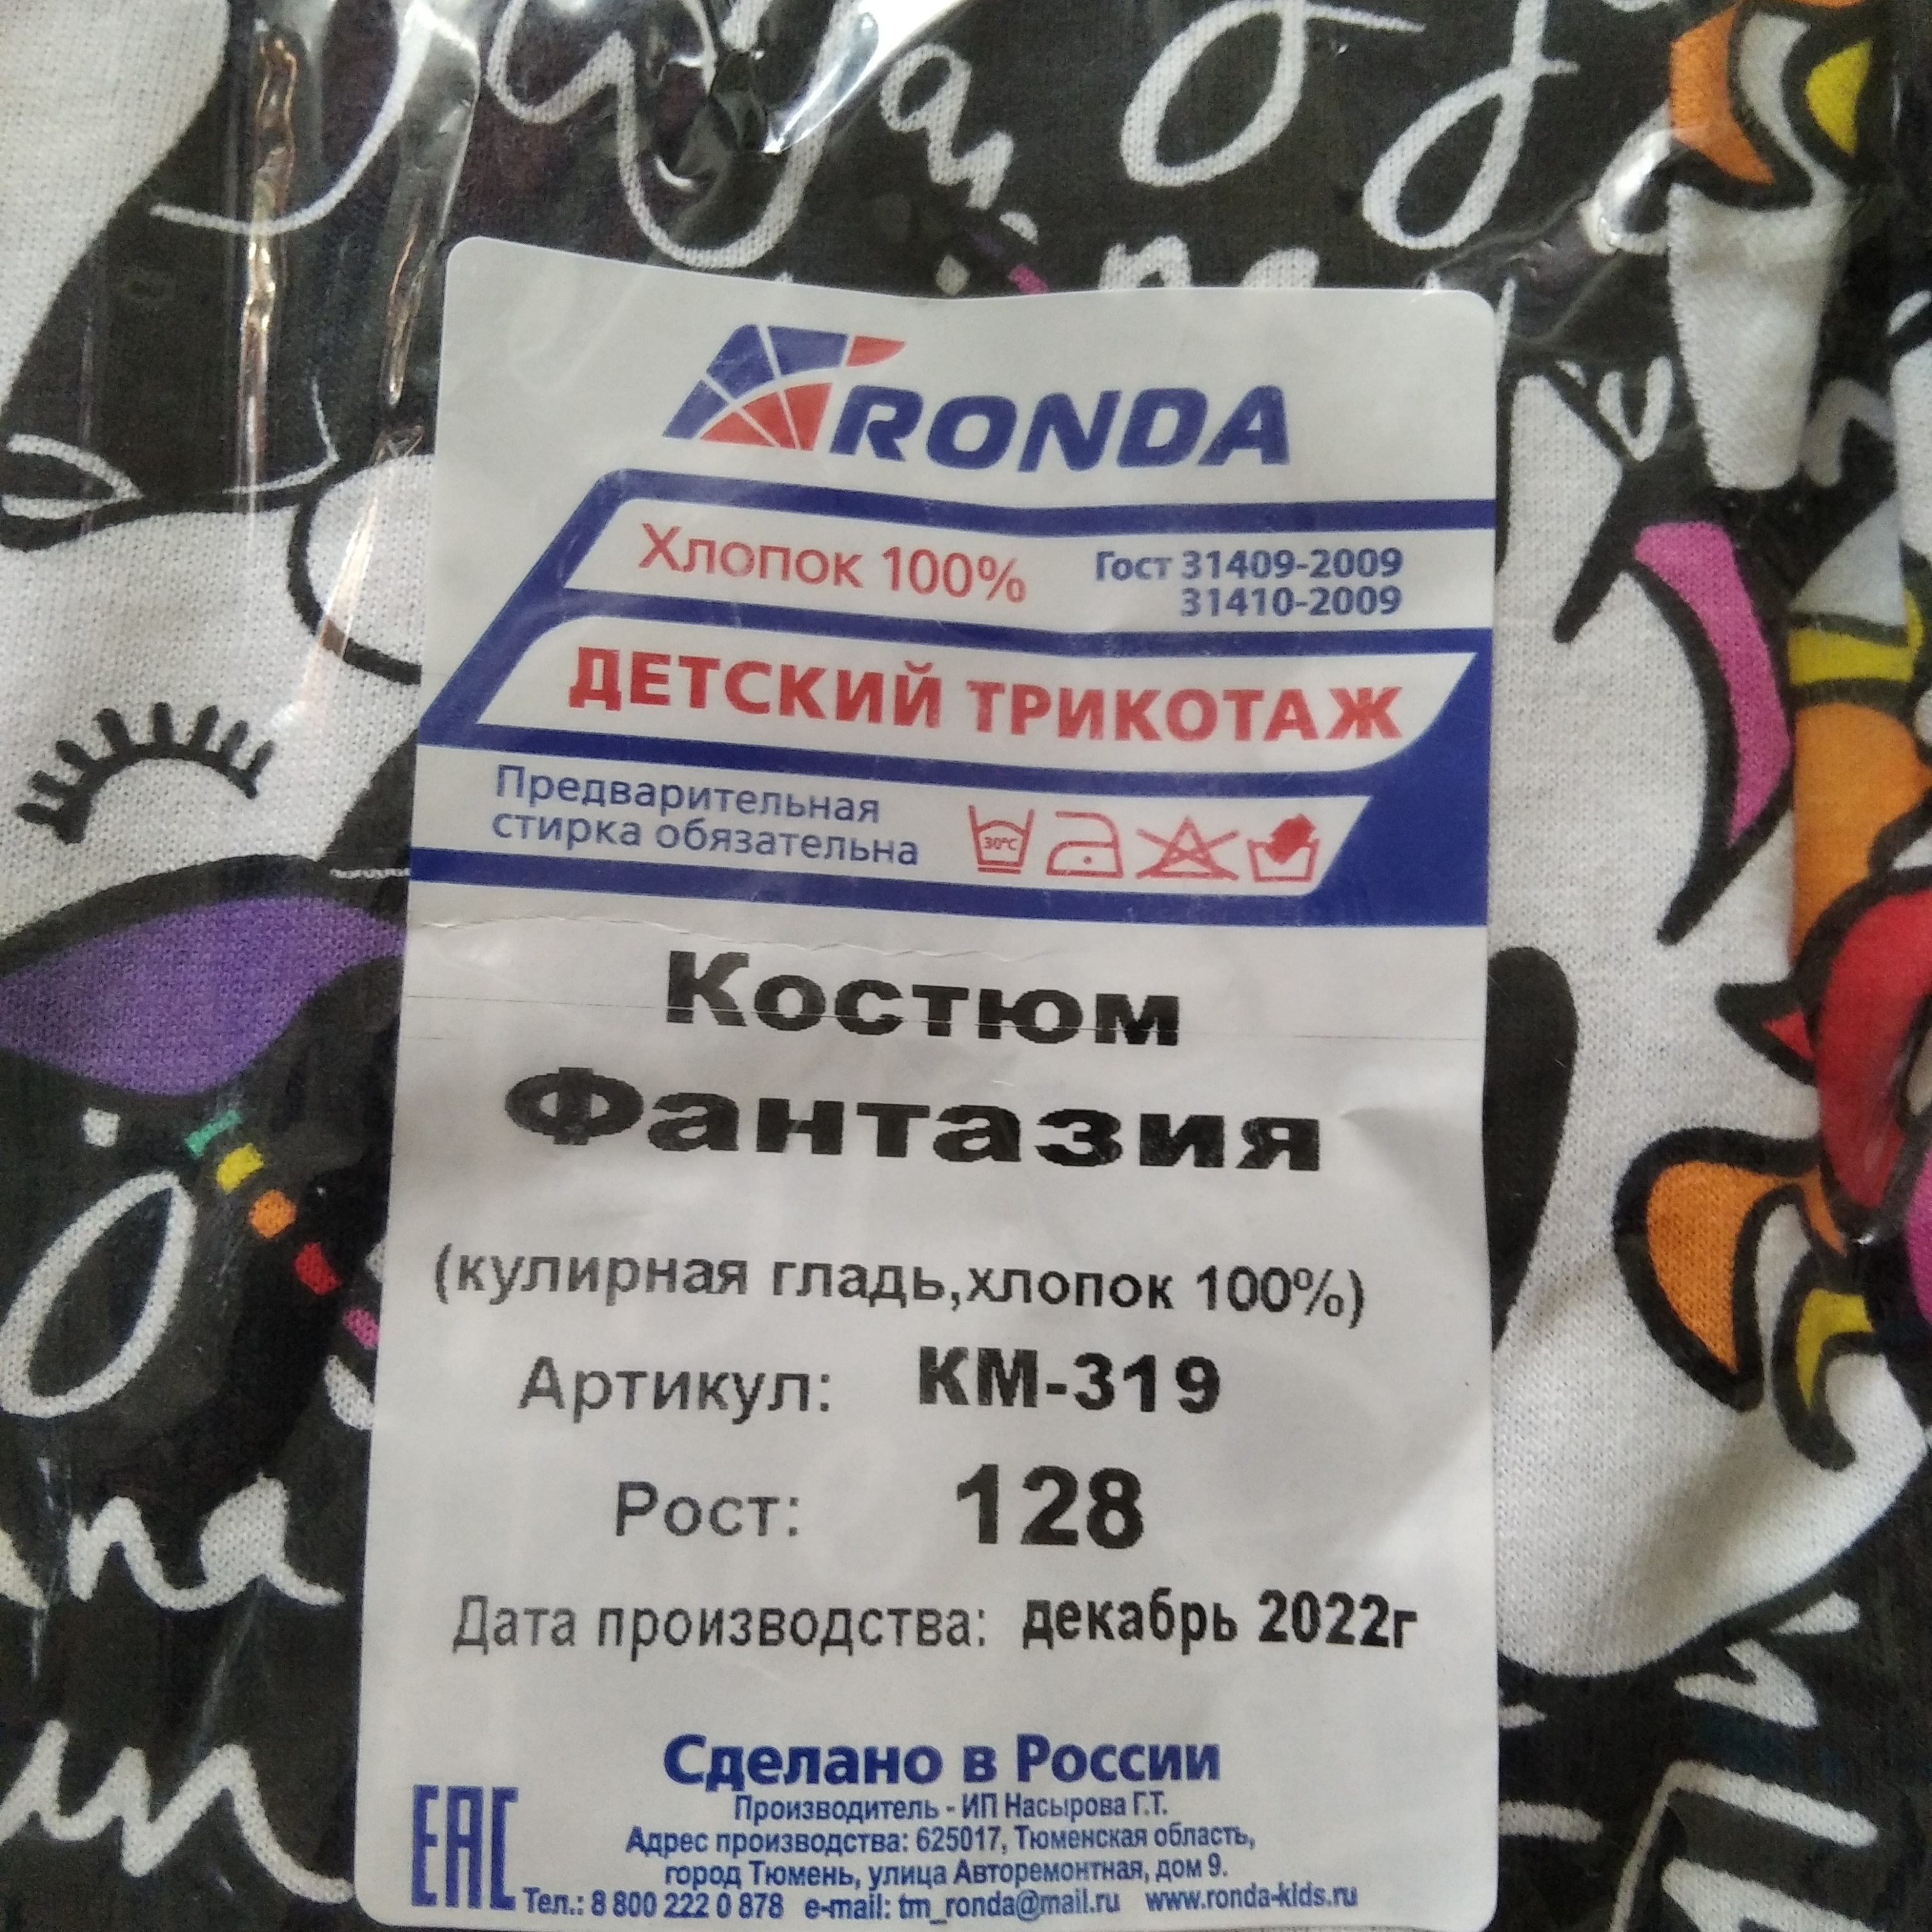 RONDA
Хлопок 100%
Гост 31409-2009
31410-2009
ДЕТСКИЙ ТРИКОТАЖ
Предварительная
стирка обязательна
30°C
Костюм
Фантазия
(кулирная гладь,хлопок 100%)
Артикул: КМ-319
Рост: 128
Дата производства: декабрь 2022г
Сделано в России
EAC
Производитель - ИП Насырова Г.Т.
Адрес производства: 625017, Тюменская область,
город Тюмень, улица Авторемонтная, дом 9.
Тел.: 8 800 222 0 878 e-mail: tm_ronda@mail.ru www.ronda-kids.ru